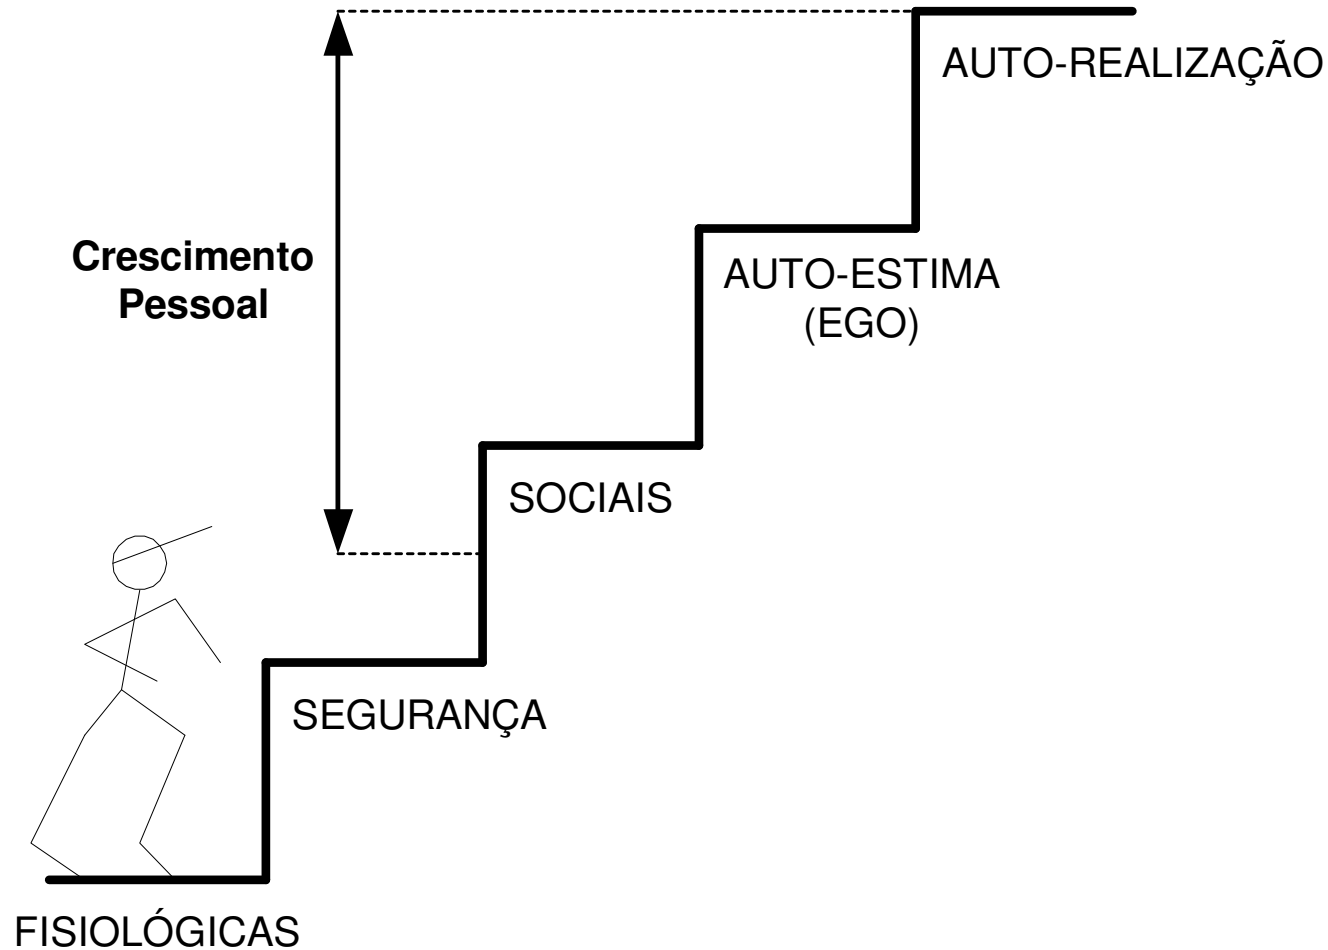 AUTO-REALIZAÇÃO
Crescimento
Pessoal
AUTO-ESTIMA
(EGO)
SOCIAIS
SEGURANÇA
FISIOLÓGICAS